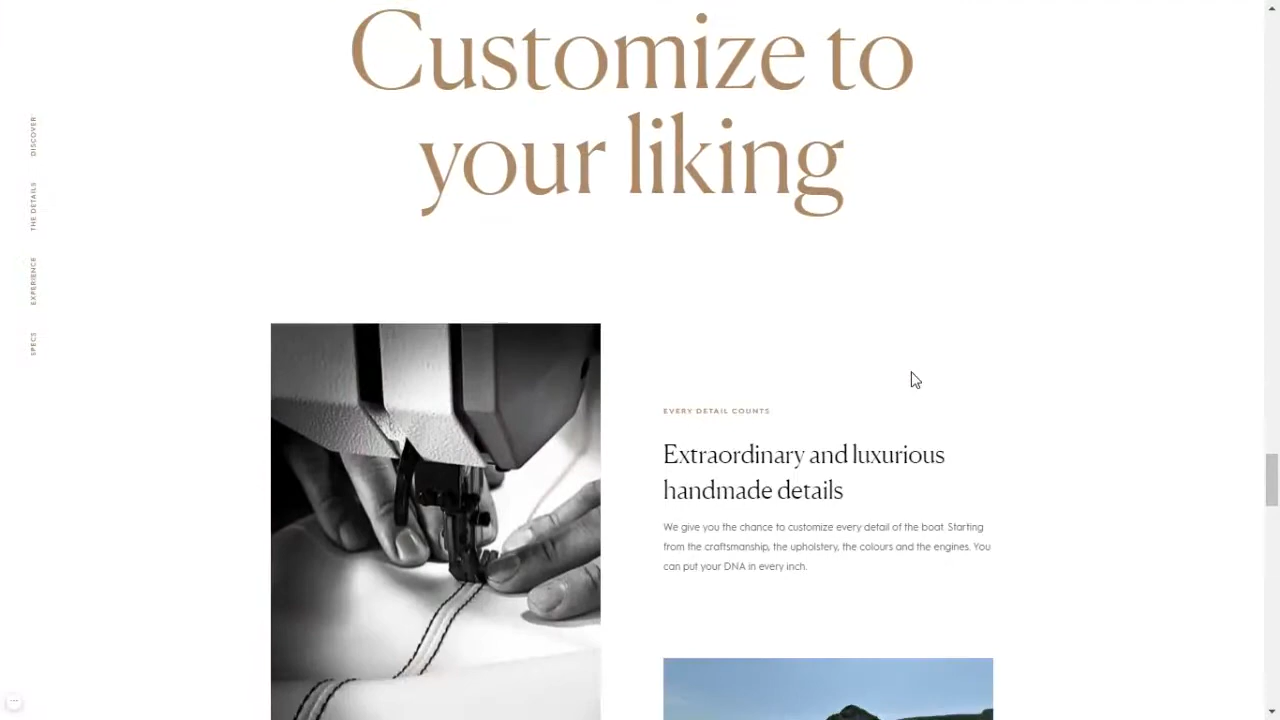 Customize to
your liking
DISCOVER
THE DETAILS
EXPERIENCE
SPECS
EVERY DETAIL COUNTS
Extraordinary and luxurious
handmade details
We give you the chance to customize every detail of the boat. Starting
from the craftsmanship, the upholstery, the colours and the engines. You
can put your DNA in every inch.